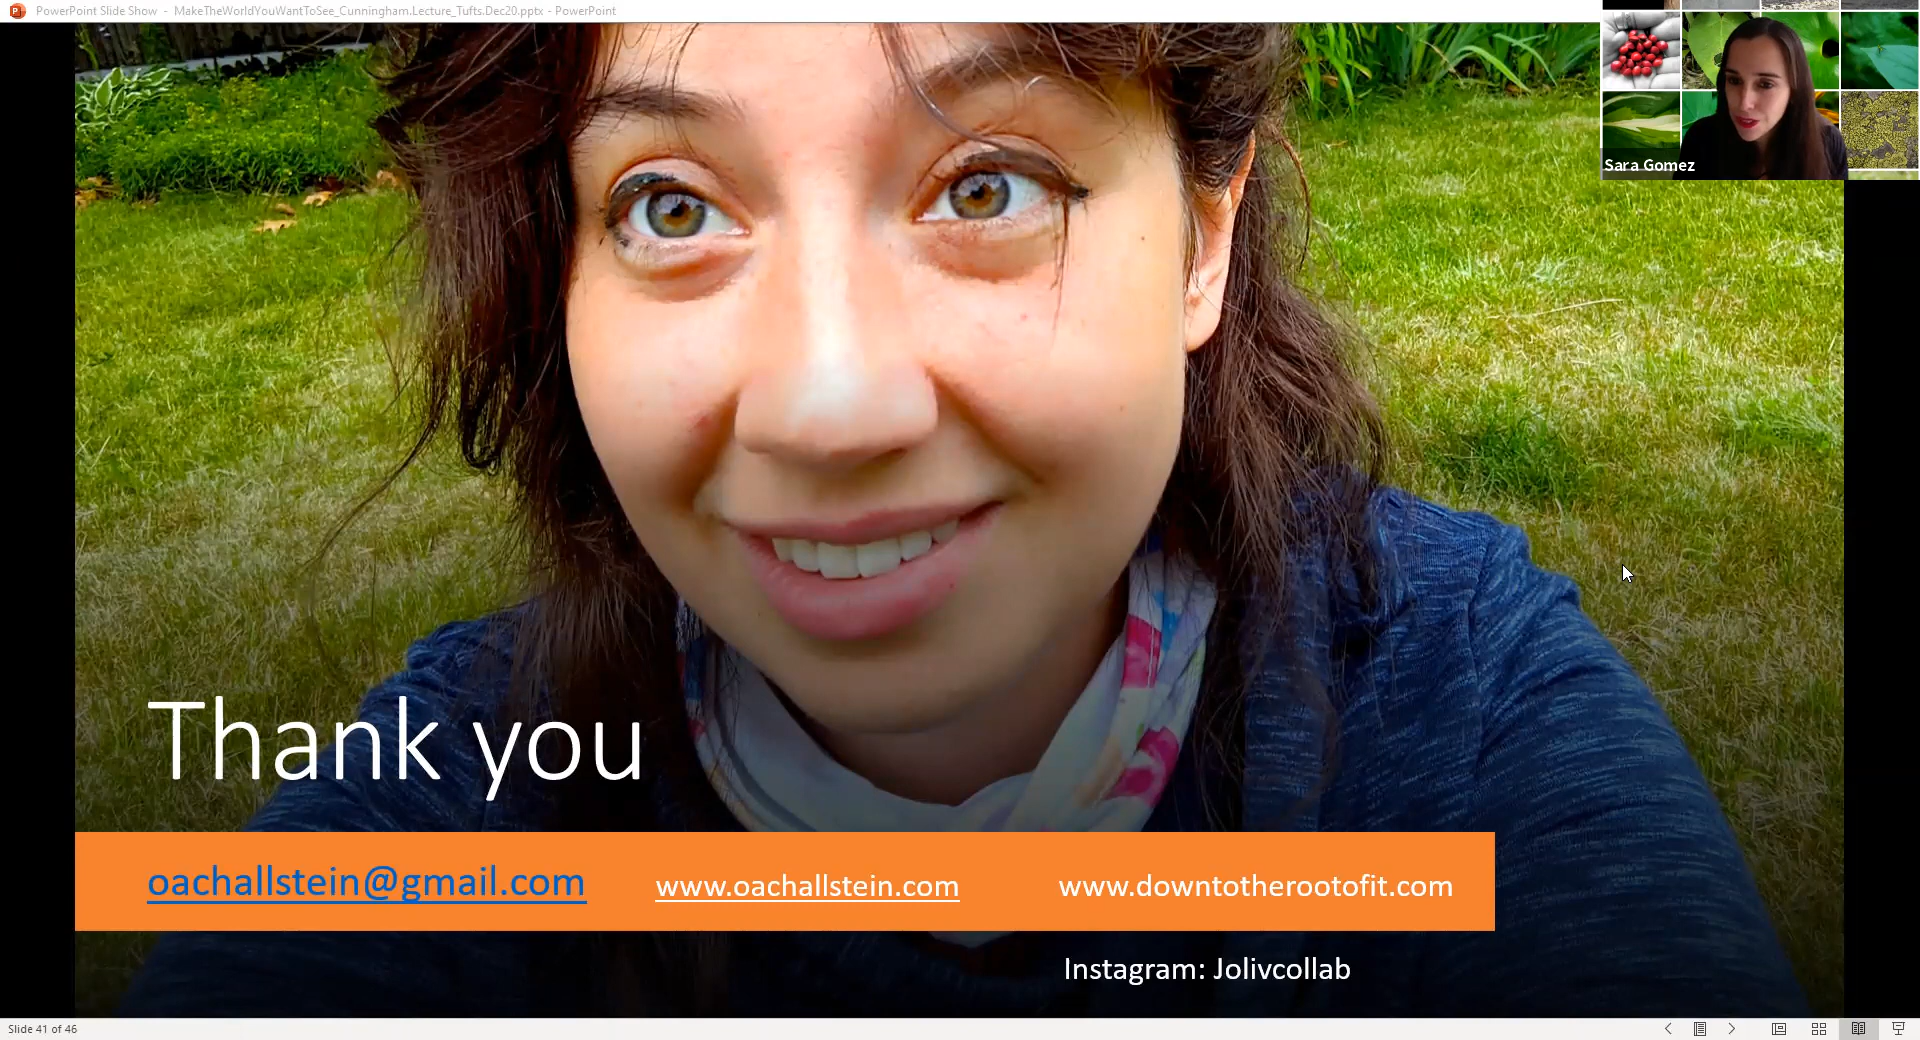 PowerPoint Slide Show - MakeTheWorldYouWantToSee_Cunningham.Lecture_Tufts.Dec20.pptx - PowerPoint
Sara Gomez
Thank you
oachallstein@gmail.com www.oachallstein.com www.downtotherootofit.com
Instagram: Jolivcollab
Slide 41 of 46